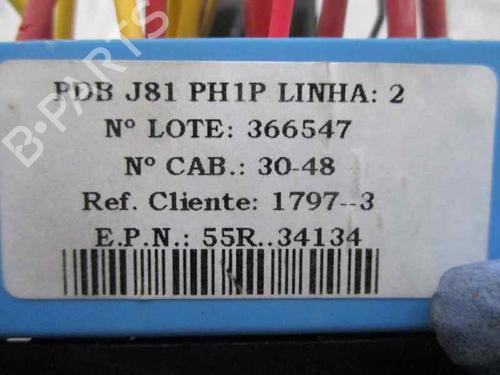 PDB J81 PH1P LINHA: 2
Nº LOTE: 366547
Nº CAB.: 30-48
Ref. Cliente: 1797--3
E.P.N.: 55R..34134
B-PARTS